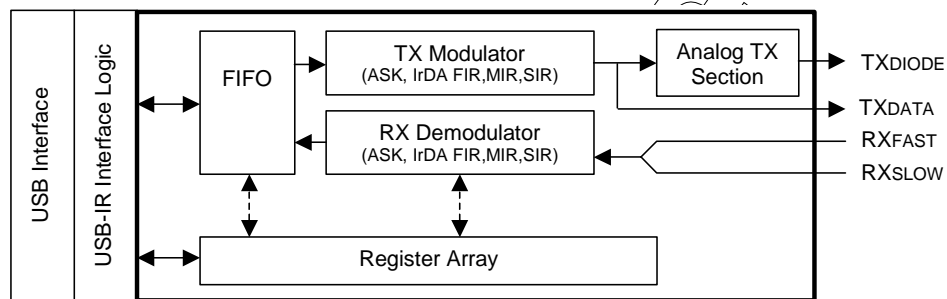 USB Interface
USB-IR Interface Logic
FIFO
TX Modulator
(ASK, IrDA FIR,MIR,SIR)
RX Demodulator
(ASK, IrDA FIR,MIR,SIR)
Analog TX
Section
TXDIODE
TXDATA
RXFAST
RXSLOW
Register Array